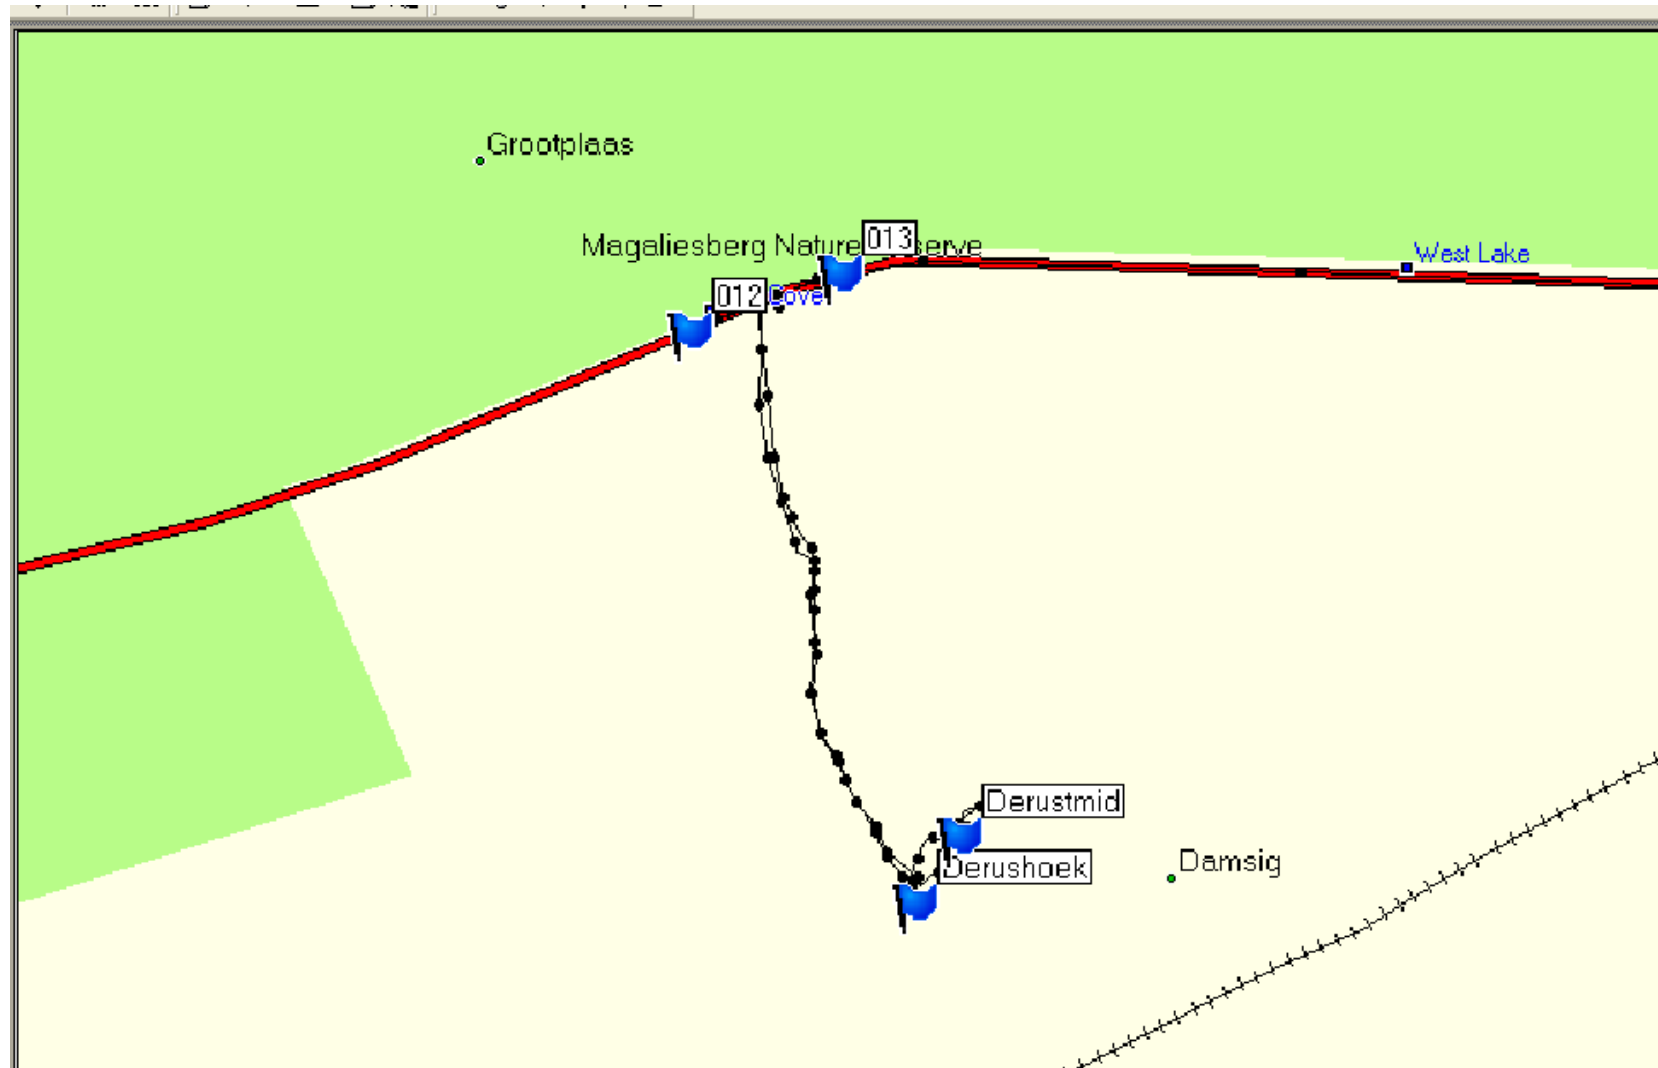 Grootplaas
Magaliesberg Nature
013
serve
West Lake
012
Cove
Derustmid
Derushoek
Damsig